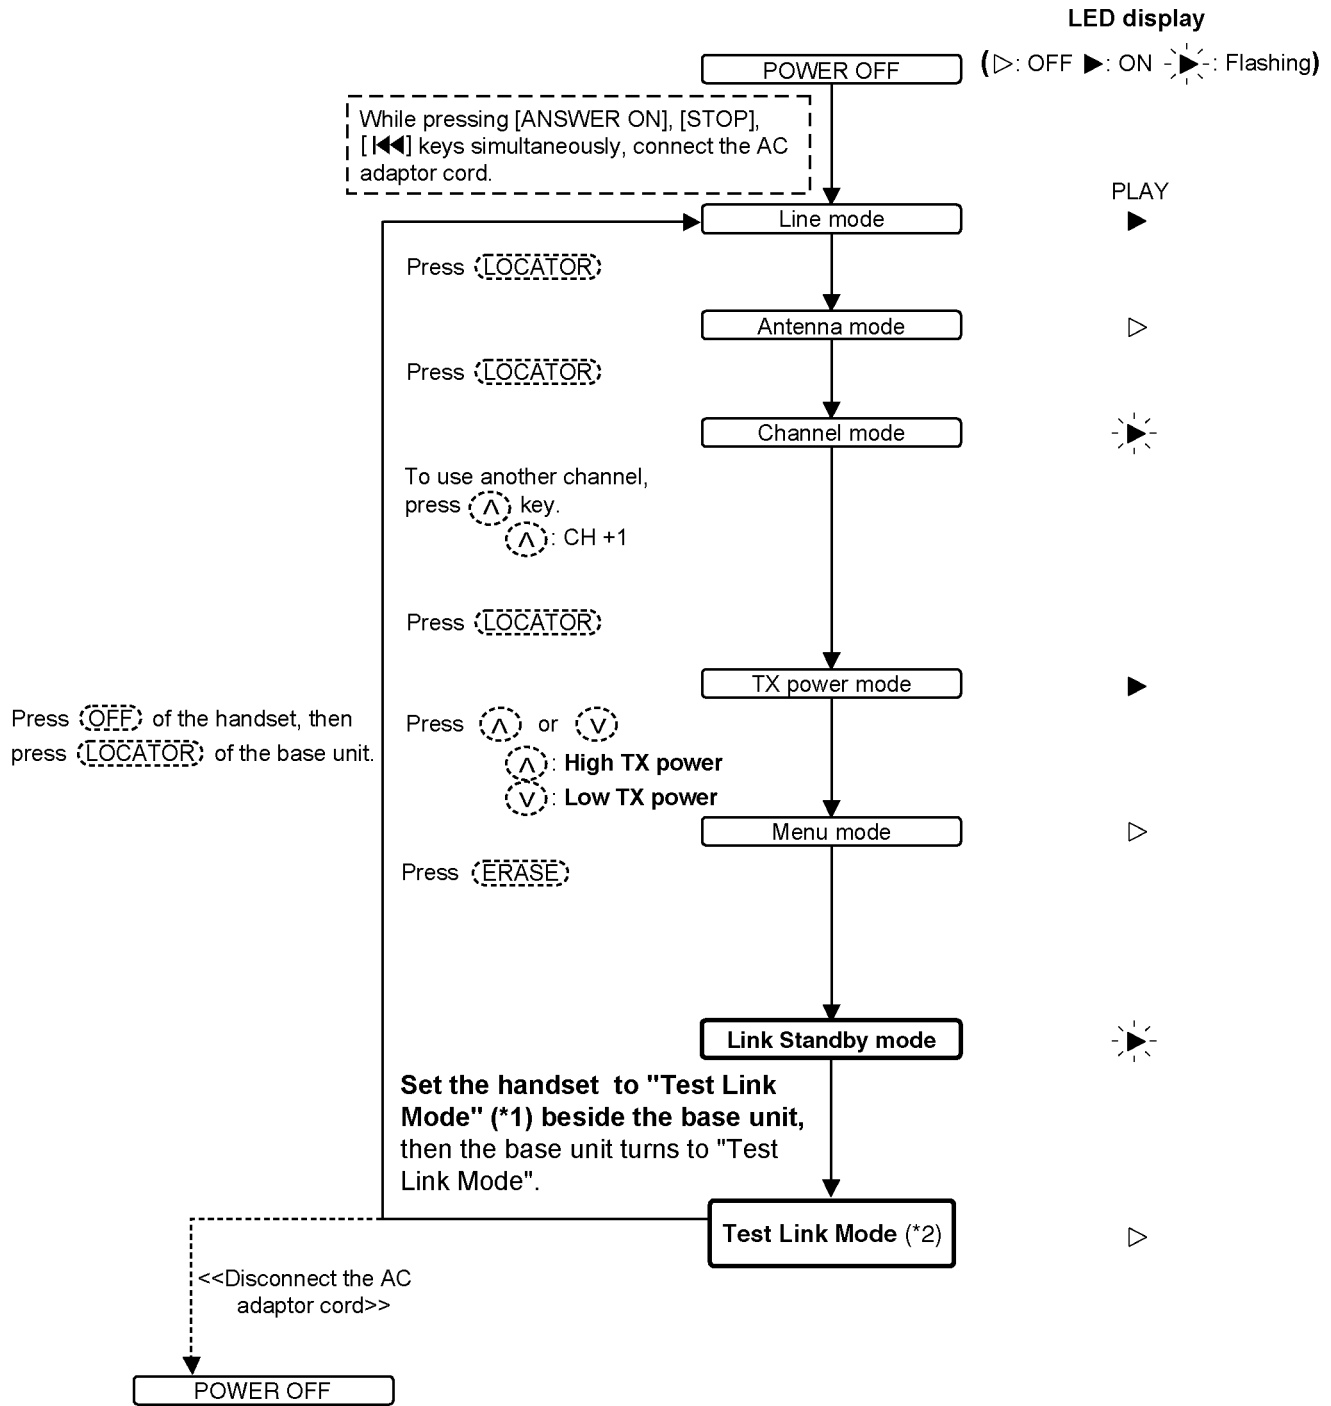 LED display
(▷: OFF ▶: ON ▶: Flashing)
POWER OFF
While pressing [ANSWER ON], [STOP],
[⏮] keys simultaneously, connect the AC
adaptor cord.
PLAY
Line mode
Press (LOCATOR)
Antenna mode
Press (LOCATOR)
Channel mode
To use another channel,
press (∧) key.
(∧): CH +1
Press (LOCATOR)
TX power mode
Press (OFF) of the handset, then
press (LOCATOR) of the base unit.
Press (∧) or (∨)
(∧): High TX power
(∨): Low TX power
Menu mode
Press (ERASE)
Link Standby mode
Set the handset to "Test Link
Mode" (*1) beside the base unit,
then the base unit turns to "Test
Link Mode".
Test Link Mode (*2)
<<Disconnect the AC
adaptor cord>>
POWER OFF